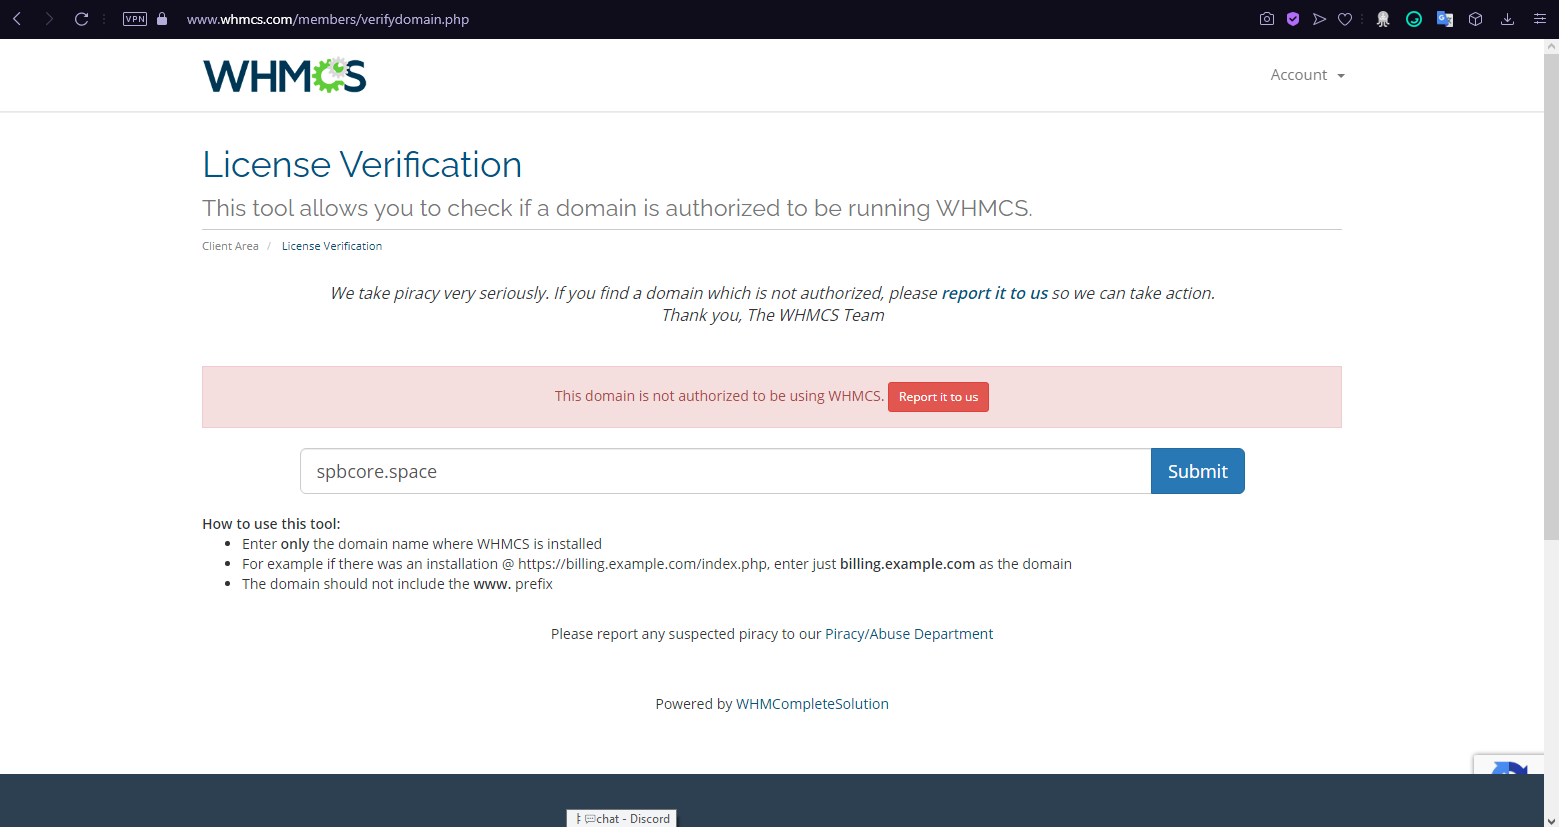 VPN www.whmcs.com/members/verifydomain.php
WHMCS
Account
License Verification
This tool allows you to check if a domain is authorized to be running WHMCS.
Client Area / License Verification
We take piracy very seriously. If you find a domain which is not authorized, please report it to us so we can take action.
Thank you, The WHMCS Team
This domain is not authorized to be using WHMCS. Report it to us
spbcore.space Submit
How to use this tool:
• Enter only the domain name where WHMCS is installed
• For example if there was an installation @ https://billing.example.com/index.php, enter just billing.example.com as the domain
• The domain should not include the www. prefix
Please report any suspected piracy to our Piracy/Abuse Department
Powered by WHMCompleteSolution
chat - Discord